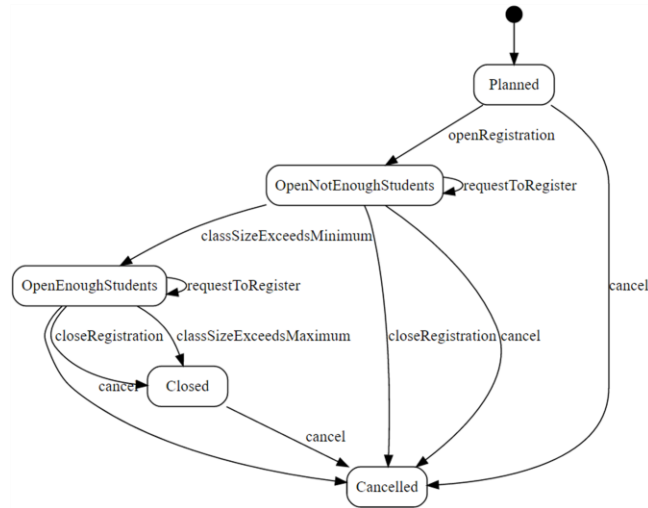 Planned
openRegistration
OpenNotEnoughStudents
requestToRegister
classSizeExceedsMinimum
OpenEnoughStudents
requestToRegister
cancel
closeRegistration
classSizeExceedsMaximum
closeRegistration
cancel
cancel
Closed
cancel
Cancelled